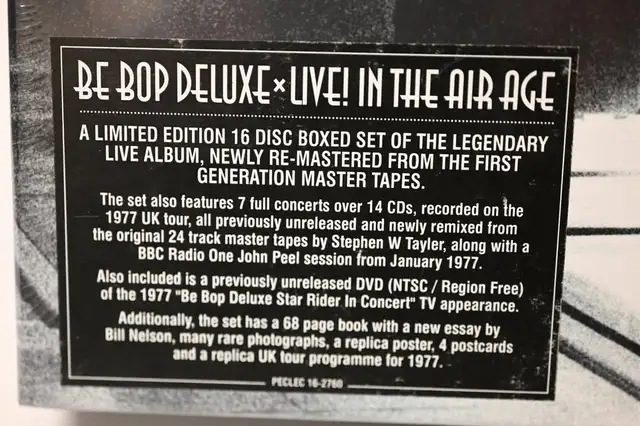 BE BOP DELUXE × LIVE! IN THE AIR AGE
A LIMITED EDITION 16 DISC BOXED SET OF THE LEGENDARY
LIVE ALBUM, NEWLY RE-MASTERED FROM THE FIRST
GENERATION MASTER TAPES.
The set also features 7 full concerts over 14 CDs, recorded on the
1977 UK tour, all previously unreleased and newly remixed from
the original 24 track master tapes by Stephen W Tayler, along with a
BBC Radio One John Peel session from January 1977.
Also included is a previously unreleased DVD (NTSC / Region Free)
of the 1977 "Be Bop Deluxe Star Rider In Concert" TV appearance.
Additionally, the set has a 68 page book with a new essay by
Bill Nelson, many rare photographs, a replica poster, 4 postcards
and a replica UK tour programme for 1977.
PECLEC 16-2760